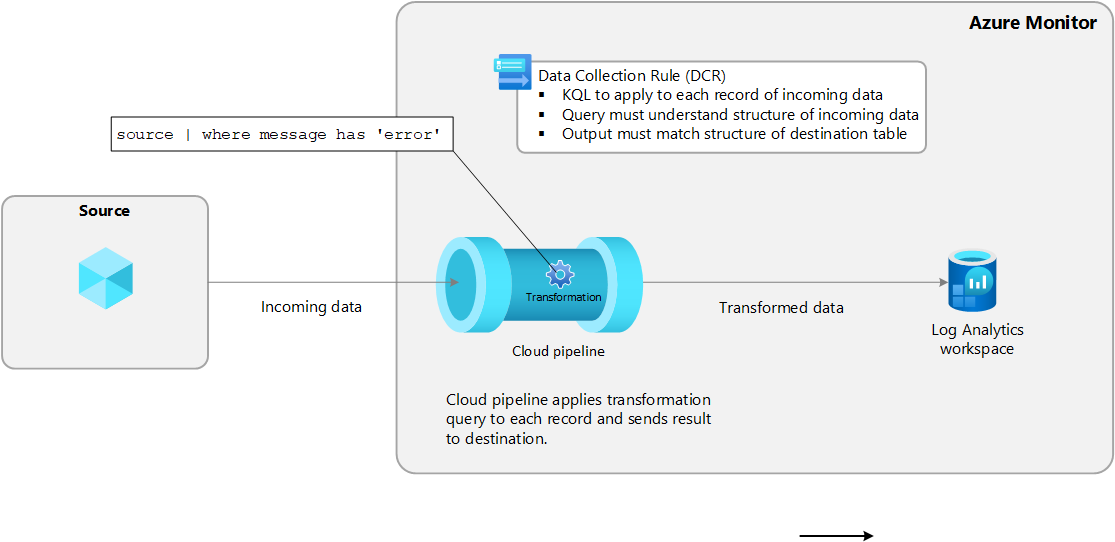 Azure Monitor
Data Collection Rule (DCR)
▪ KQL to apply to each record of incoming data
▪ Query must understand structure of incoming data
▪ Output must match structure of destination table
source | where message has 'error'
Source
Incoming data
Transformation
Cloud pipeline
Transformed data
Log Analytics
workspace
Cloud pipeline applies transformation
query to each record and sends result
to destination.